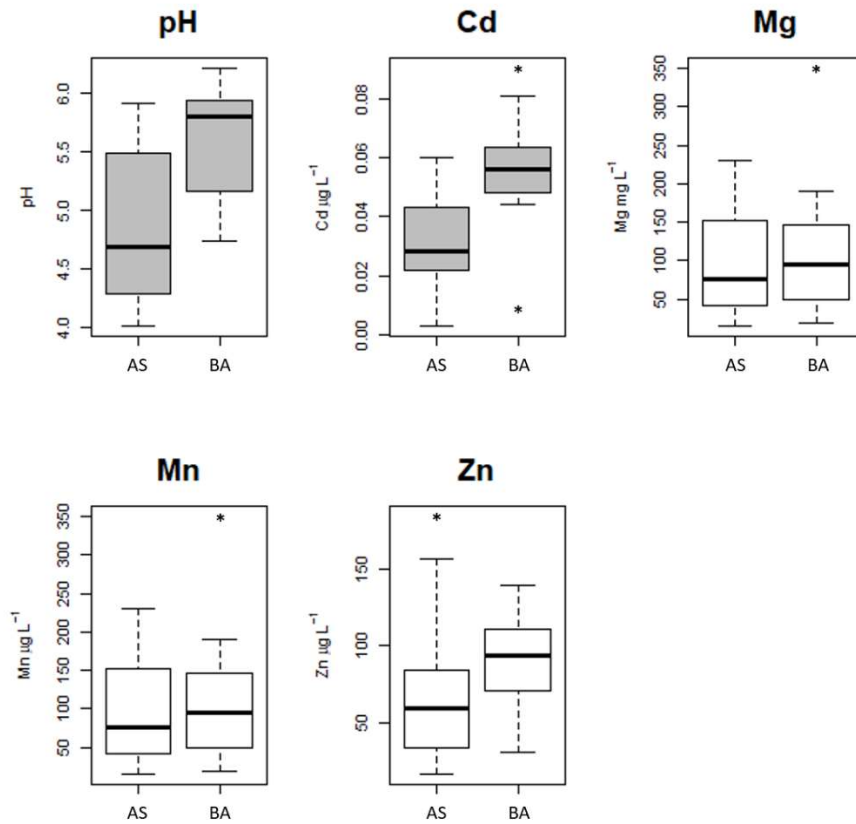 pH
6.0
5.5
5.0
4.5
4.0
pH
AS BA
Cd
0.08
0.06
0.04
0.02
0.00
Cd µg L⁻¹
*
*
AS BA
Mg
350
300
250
200
150
100
50
Mg mg L⁻¹
*
AS BA
Mn
350
300
250
200
150
100
50
Mn µg L⁻¹
*
AS BA
Zn
150
100
50
Zn µg L⁻¹
*
AS BA